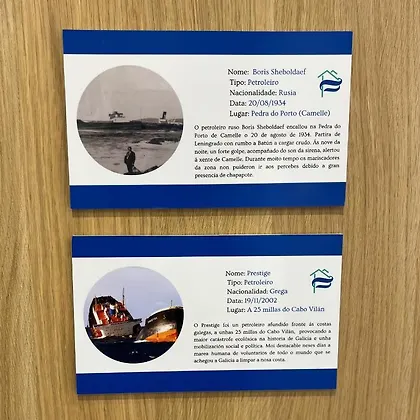 Nome: Boris Sheboldaef
Tipo: Petroleiro
Nacionalidade: Rusia
Data: 20/08/1934
Lugar: Pedra do Porto (Camelle)
O petroleiro ruso Boris Sheboldaef encallou na Pedra do
Porto de Camelle o 20 de agosto de 1934. Partira de
Leningrado con rumbo a Batúri a cargar crudo. Ás nove da
noite, un forte golpe, acompañado do son da sirena, alertou
á xente de Camelle. Durante moito tempo os mariscadores
da zona non puideron ir aos percebes debido a gran
presencia de chapapote.
Nome: Prestige
Tipo: Petroleiro
Nacionalidad: Grega
Data: 19/11/2002
Lugar: A 25 millas do Cabo Vilán
O Prestige foi un petroleiro afundido fronte ás costas
galegas, a unhas 25 millas do Cabo Vilán, provocando a
maior catástrofe ecolóxica na historia de Galicia e unha
mobilización social e política. Moi destacable neses días a
marea humana de voluntarios de todo o mundo que se
achegou a Galicia a limpar a nosa costa.